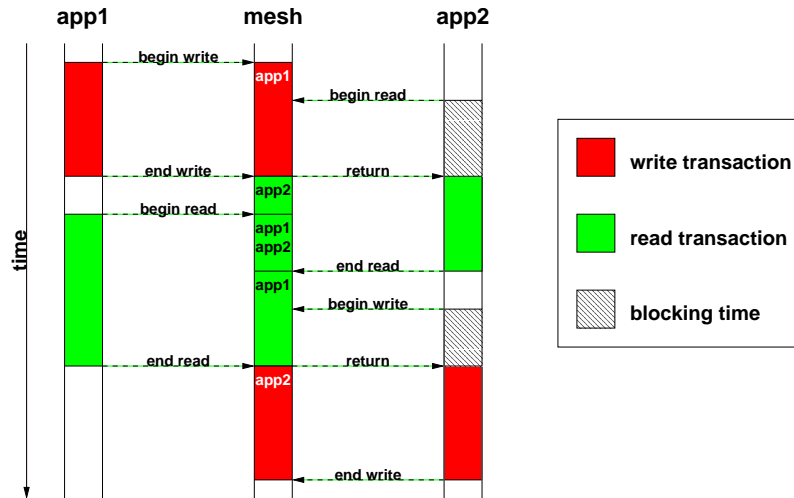 app1
mesh
app2
begin write
app1
begin read
end write
return
app2
begin read
app1
app2
time
end read
app1
begin write
end read
return
app2
end write
write transaction
read transaction
blocking time